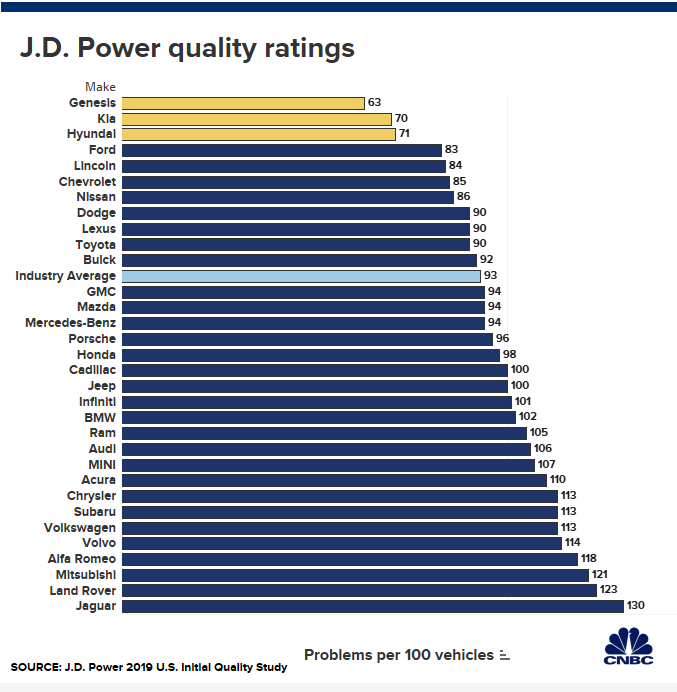 J.D. Power quality ratings
Make
Genesis 63
Kia 70
Hyundai 71
Ford 83
Lincoln 84
Chevrolet 85
Nissan 86
Dodge 90
Lexus 90
Toyota 90
Buick 92
Industry Average 93
GMC 94
Mazda 94
Mercedes-Benz 94
Porsche 96
Honda 98
Cadillac 100
Jeep 100
Infiniti 101
BMW 102
Ram 105
Audi 106
MINI 107
Acura 110
Chrysler 113
Subaru 113
Volkswagen 113
Volvo 114
Alfa Romeo 118
Mitsubishi 121
Land Rover 123
Jaguar 130
Problems per 100 vehicles
SOURCE: J.D. Power 2019 U.S. Initial Quality Study
CNBC